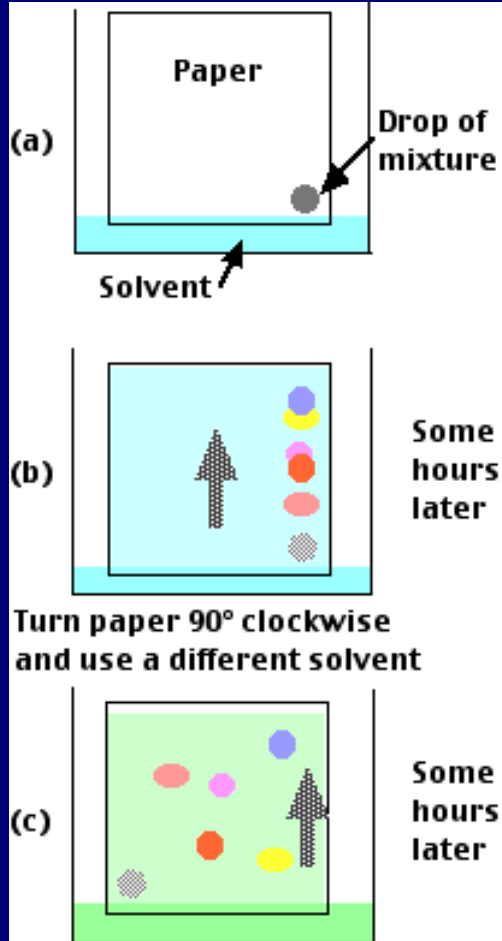 Paper
(a)
Drop of
mixture
Solvent
(b)
Some
hours
later
Turn paper 90° clockwise
and use a different solvent
(c)
Some
hours
later